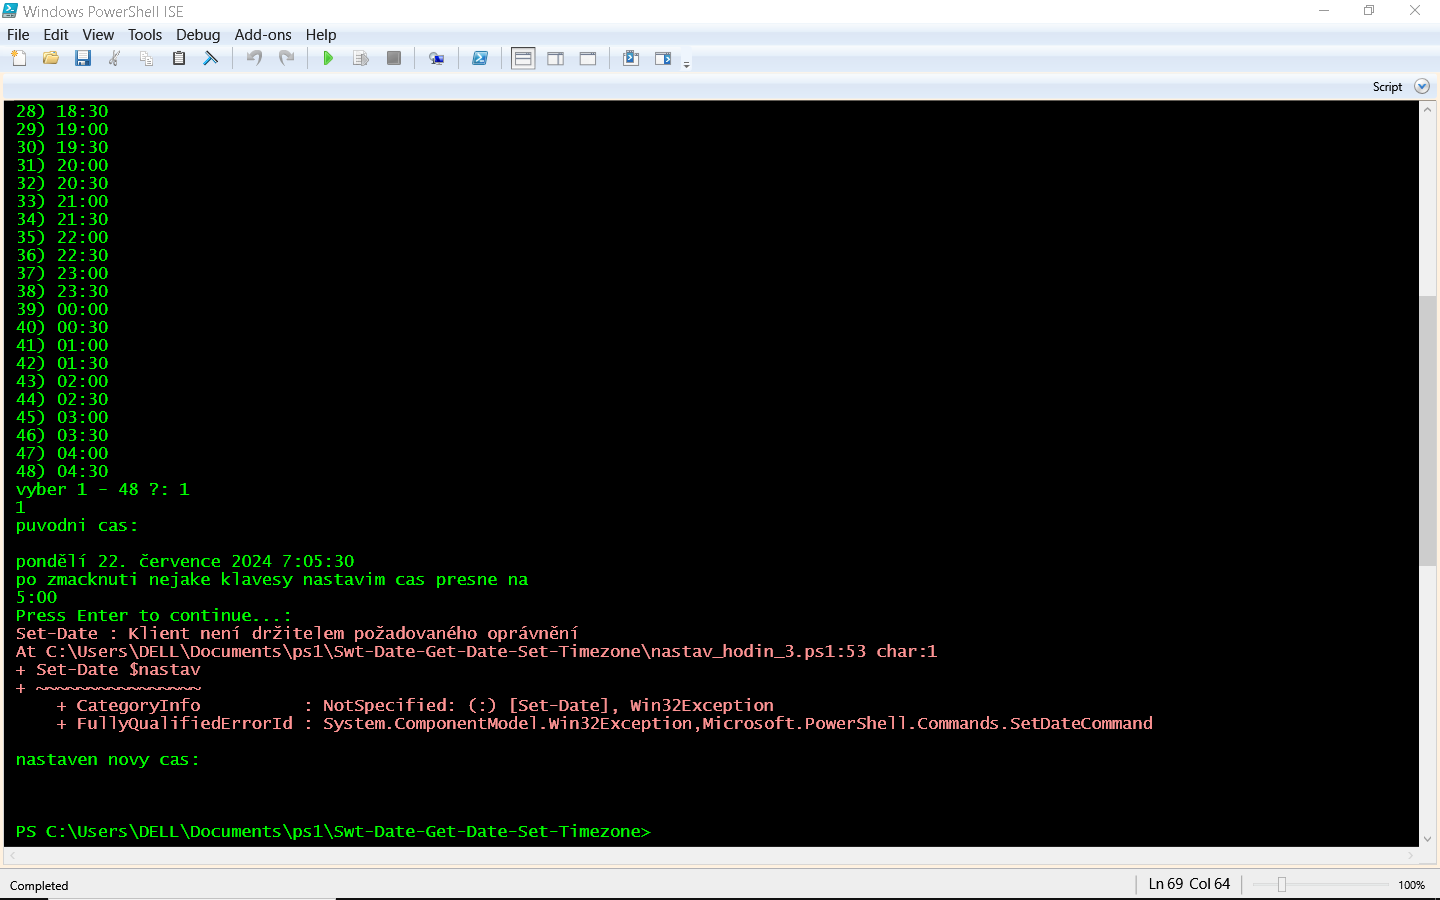 Windows PowerShell ISE
File Edit View Tools Debug Add-ons Help
Script
28) 18:30
29) 19:00
30) 19:30
31) 20:00
32) 20:30
33) 21:00
34) 21:30
35) 22:00
36) 22:30
37) 23:00
38) 23:30
39) 00:00
40) 00:30
41) 01:00
42) 01:30
43) 02:00
44) 02:30
45) 03:00
46) 03:30
47) 04:00
48) 04:30
vyber 1 - 48 ?: 1
1
puvodni cas:
pondělí 22. července 2024 7:05:30
po zmacknuti nejake klavesy nastavim cas presne na
5:00
Press Enter to continue...:
Set-Date : Klient není držitelem požadovaného oprávnění
At C:\Users\DELL\Documents\ps1\Swt-Date-Get-Date-Set-Timezone\nastav_hodin_3.ps1:53 char:1
+ Set-Date $nastav
+ ~~~~~~~~~~~~~~~~
+ CategoryInfo : NotSpecified: (:) [Set-Date], Win32Exception
+ FullyQualifiedErrorId : System.ComponentModel.Win32Exception,Microsoft.PowerShell.Commands.SetDateCommand
nastaven novy cas:
PS C:\Users\DELL\Documents\ps1\Swt-Date-Get-Date-Set-Timezone>
Completed
Ln 69 Col 64
100%